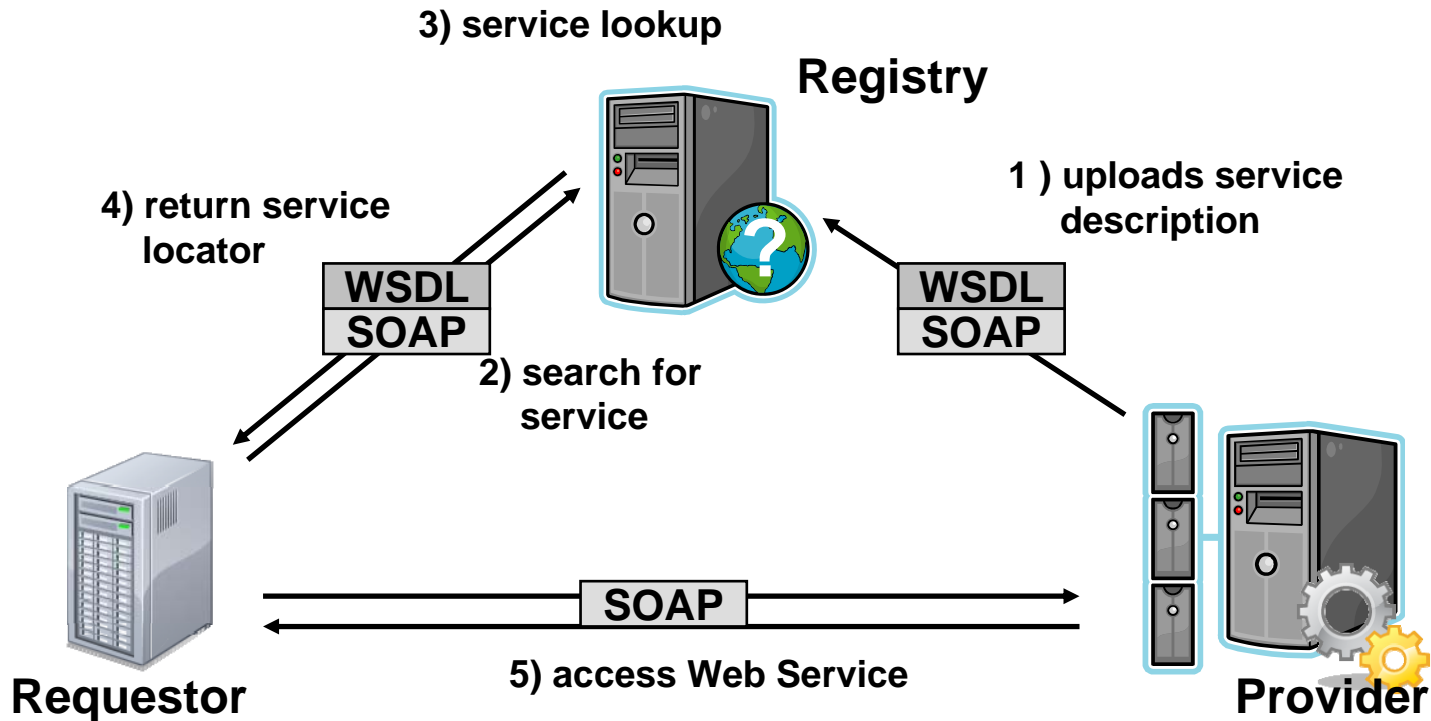 3) service lookup
Registry
1 ) uploads service
description
4) return service
locator
WSDL
SOAP
WSDL
SOAP
2) search for
service
?
SOAP
5) access Web Service
Requestor
Provider